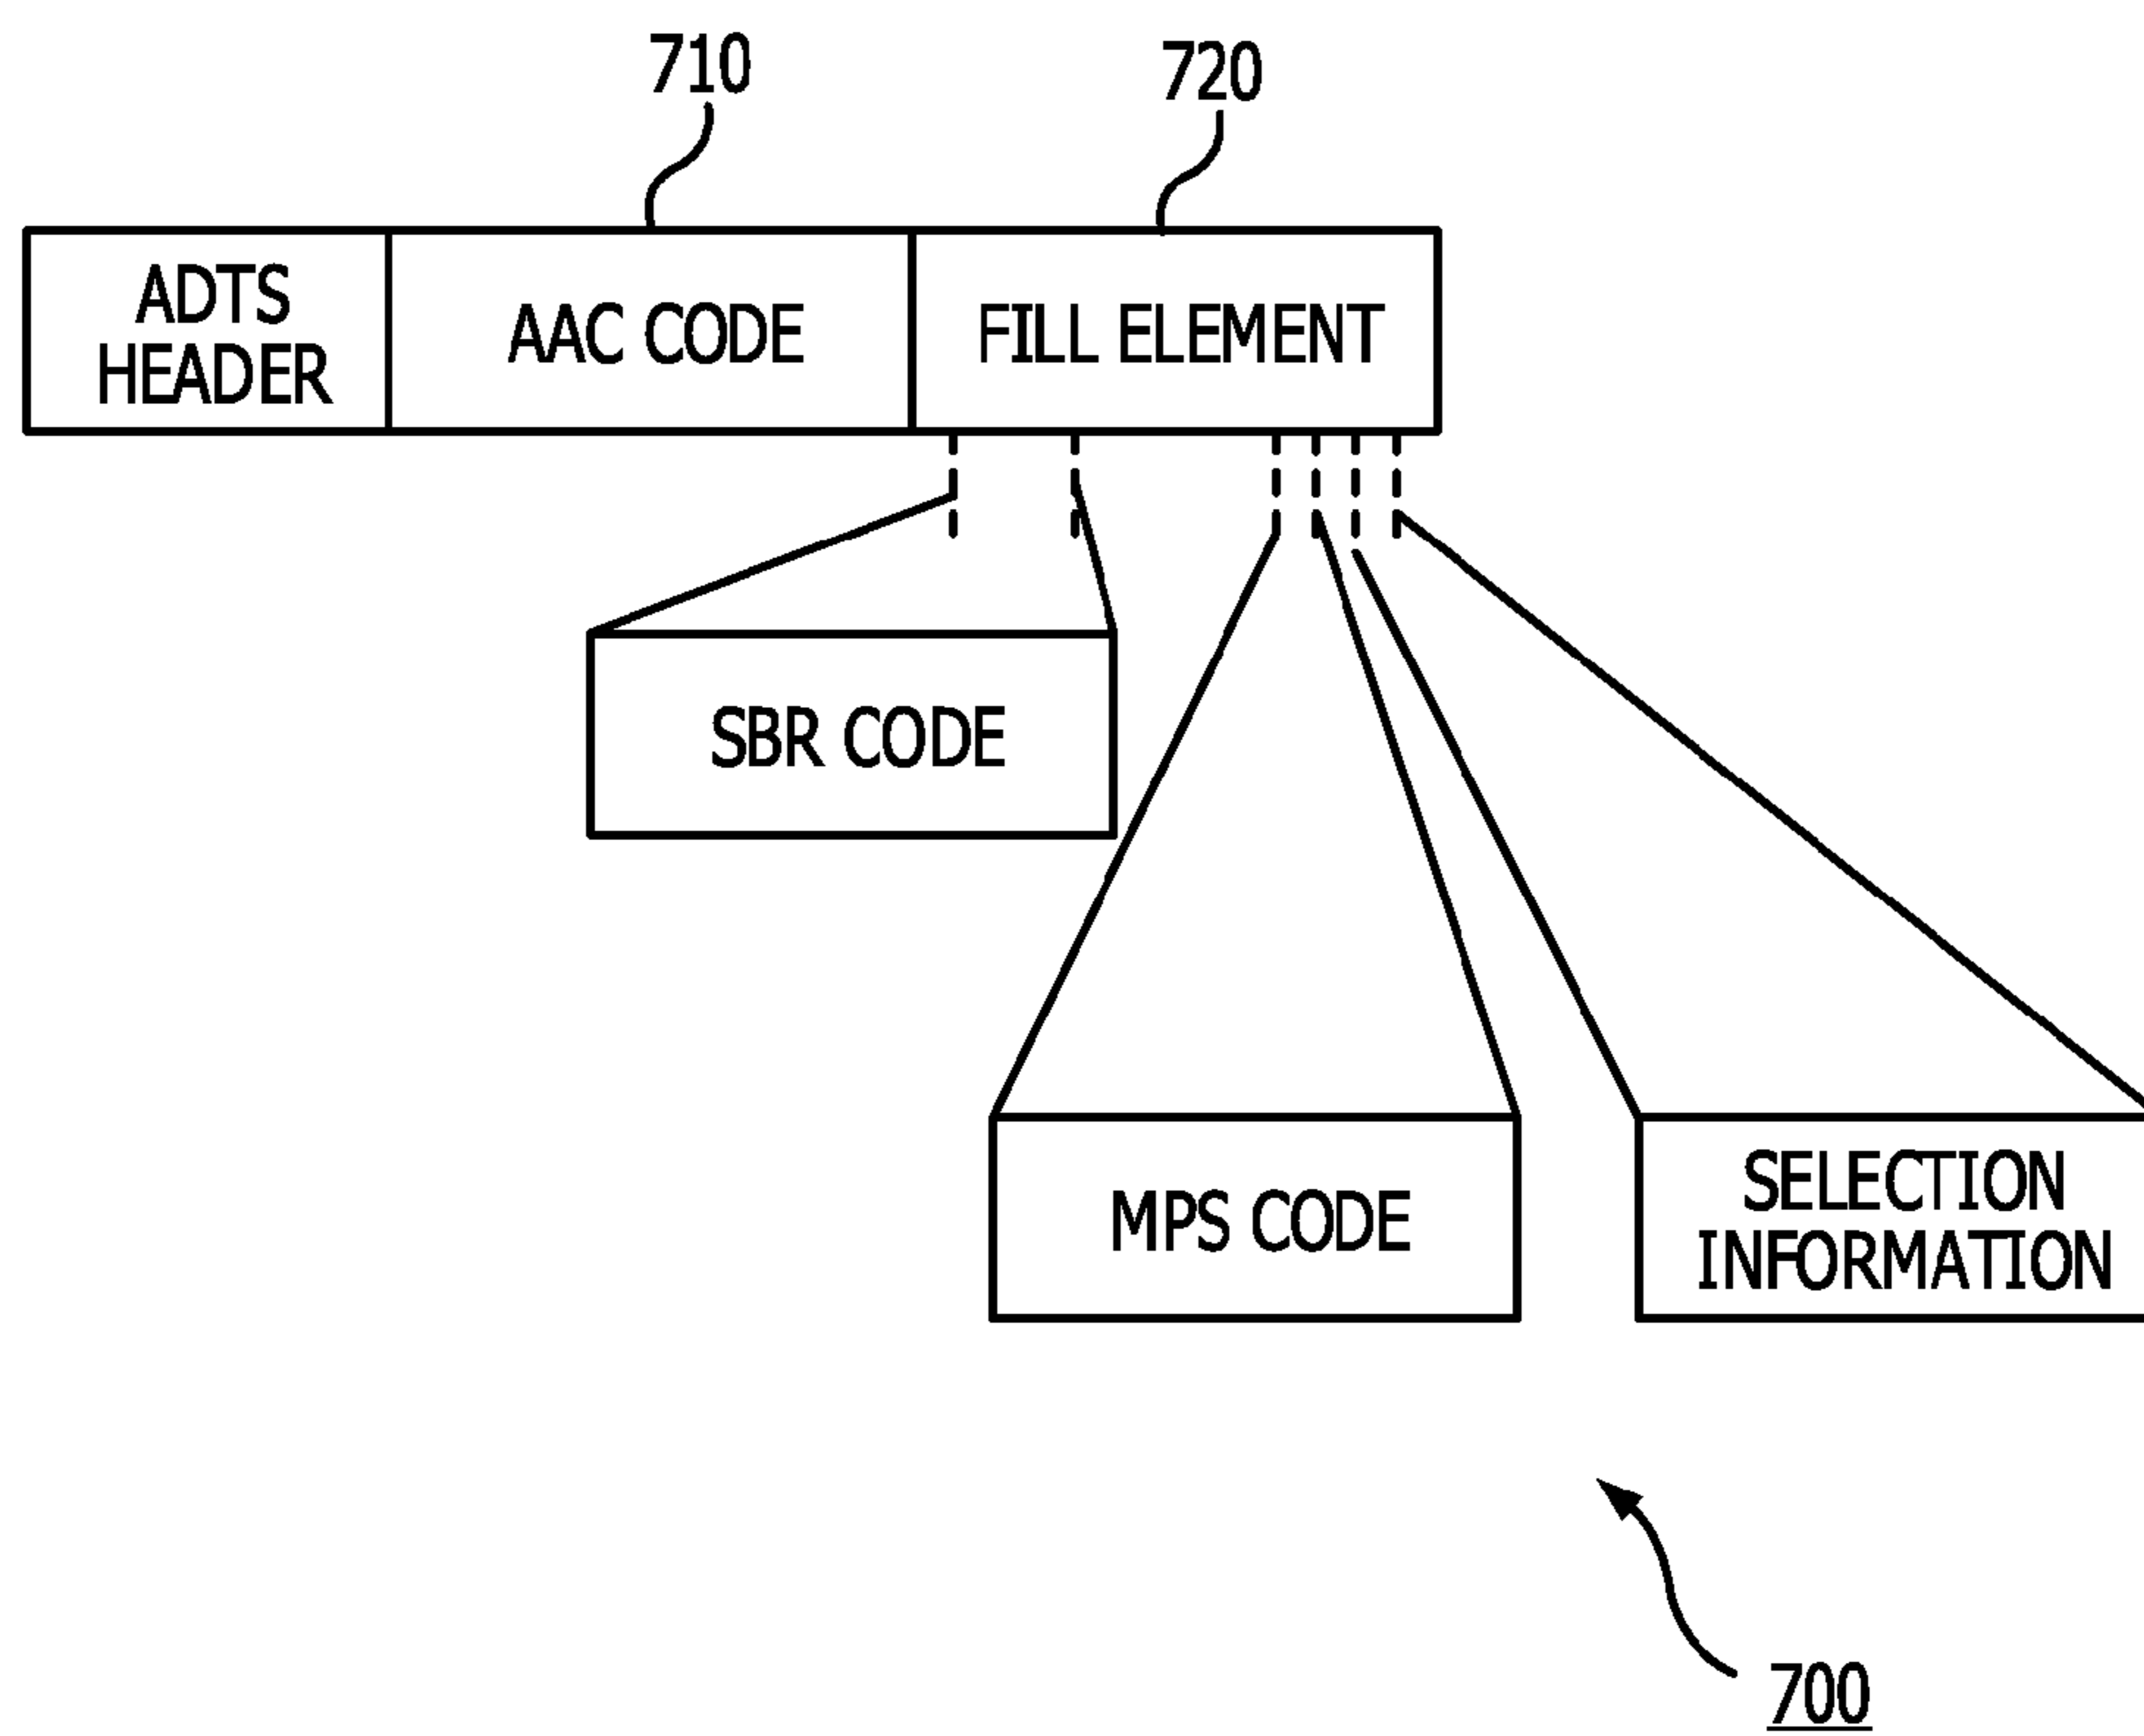 710
720
ADTS
HEADER
AAC CODE
FILL ELEMENT
SBR CODE
MPS CODE
SELECTION
INFORMATION
700